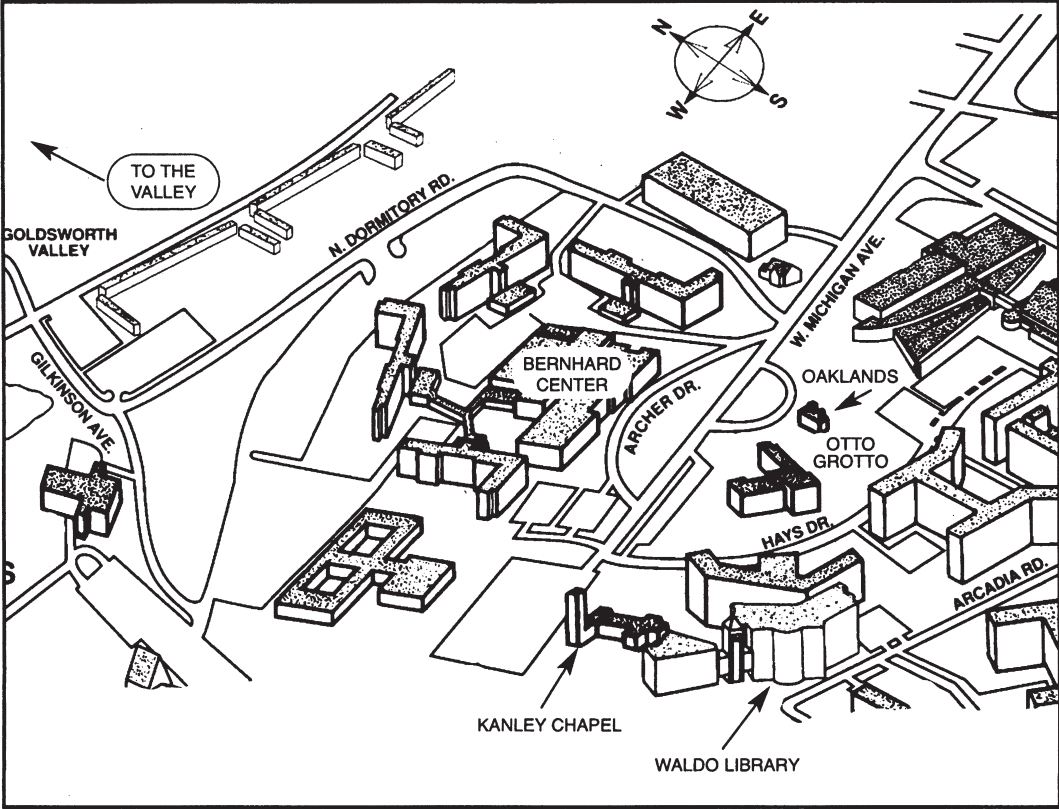 N
E
W
S
TO THE
VALLEY
GOLDSWORTH
VALLEY
N. DORMITORY RD.
W. MICHIGAN AVE.
GILKINSON AVE.
BERNHARD
CENTER
OAKLANDS
ARCHER DR.
OTTO
GROTTO
HAYS DR.
ARCADIA RD.
S
KANLEY CHAPEL
WALDO LIBRARY